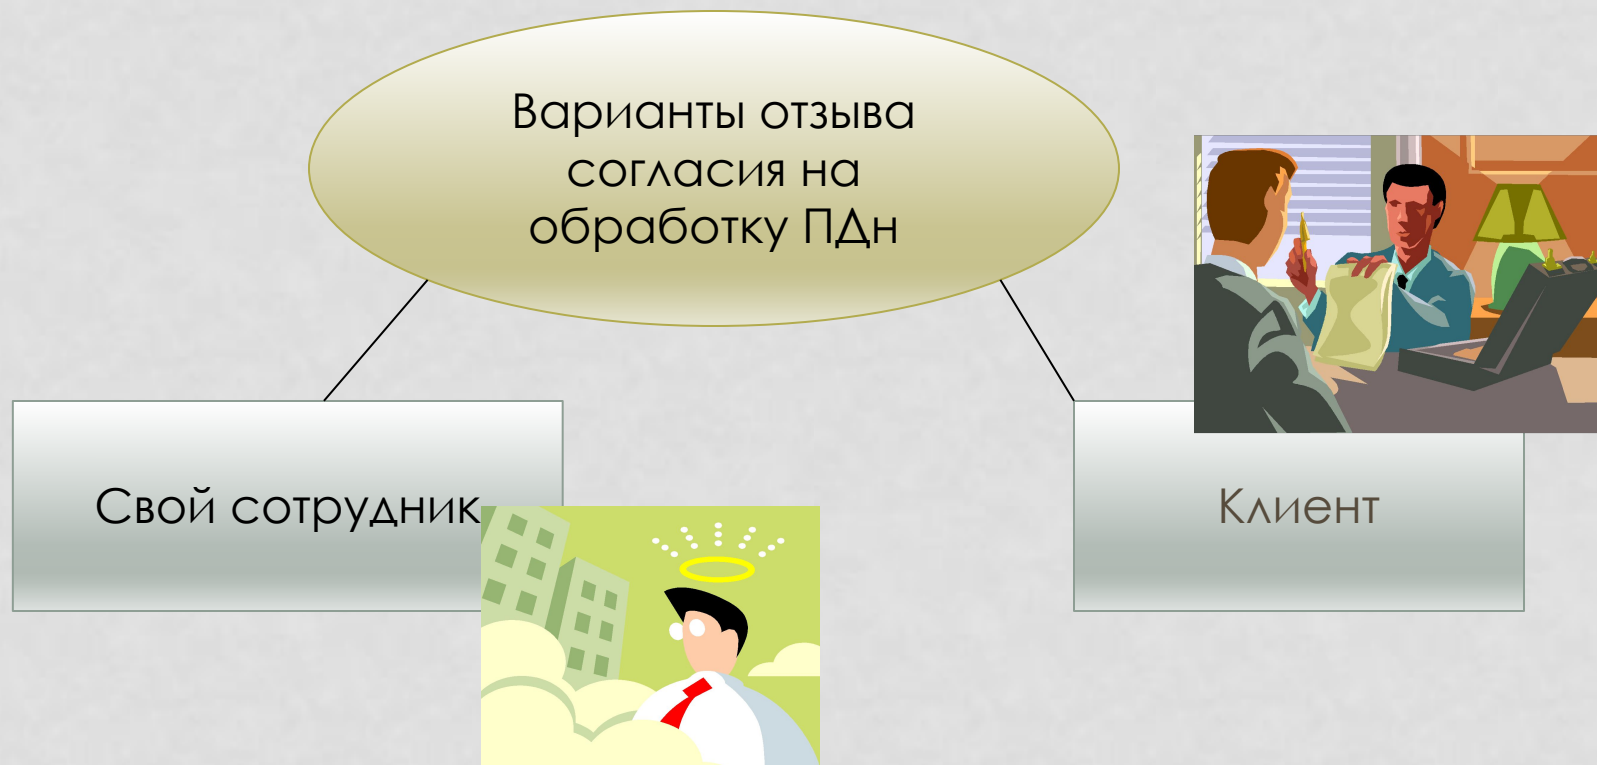 Варианты отзыва
согласия на
обработку ПДн
Свой сотрудник
Клиент